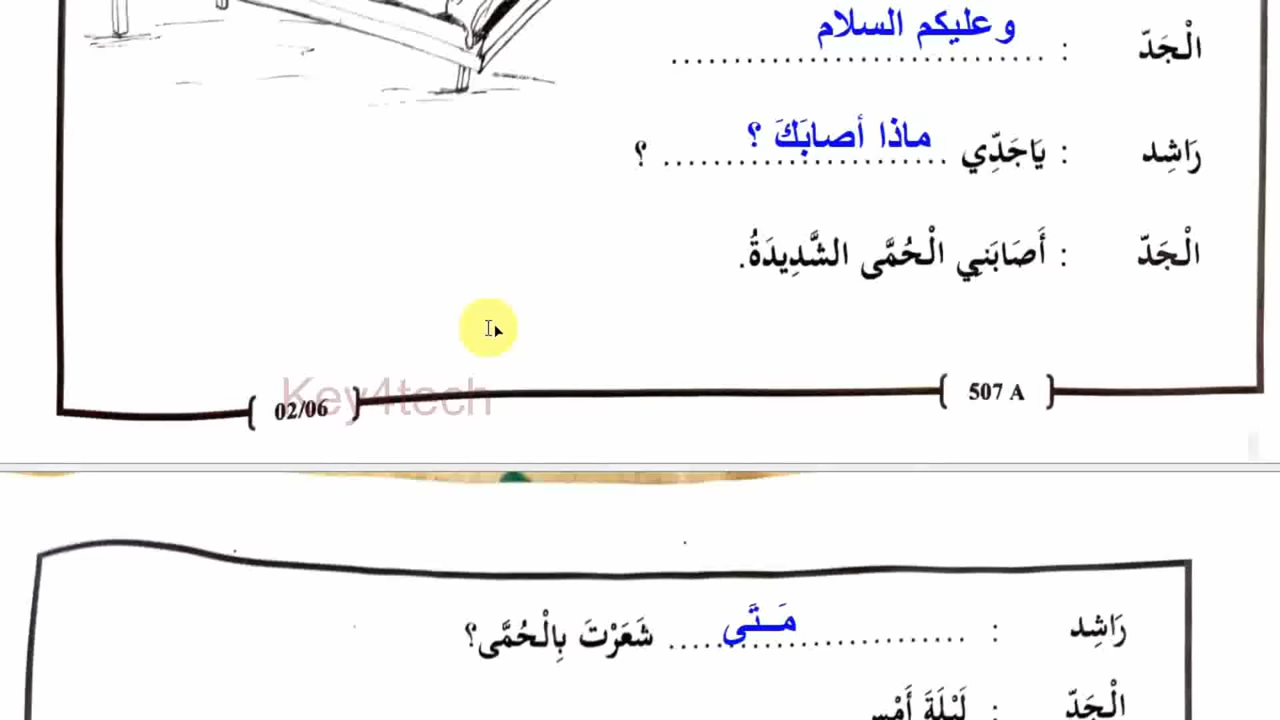 الْجَدّ : وعليكم السلام ..............................
رَاشِد : يَاجَدِّي ماذا أصابَكَ ؟ ....................... ؟
الْجَدّ : أَصَابَنِي الْحُمَّى الشَّدِيدَةُ.
Key4tech
507 A
02/06
رَاشِد : مَـتَّى ........................ شَعَرْتَ بِالْحُمَّى؟
الْجَدّ : لَيْلَةَ أَمْسِ